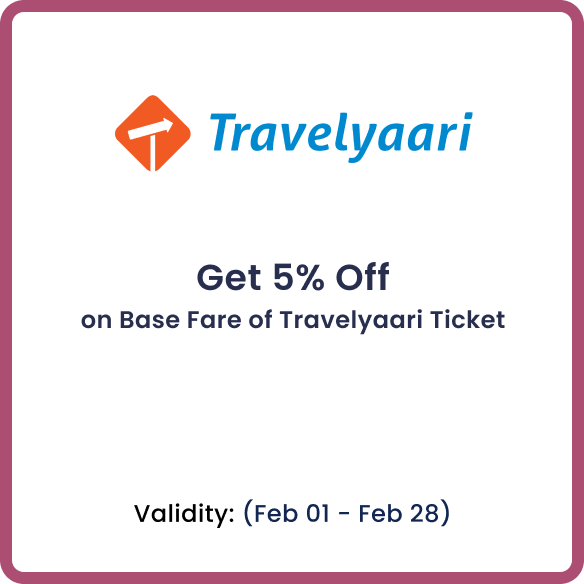 Travelyaari
Get 5% Off
on Base Fare of Travelyaari Ticket
Validity: (Feb 01 - Feb 28)